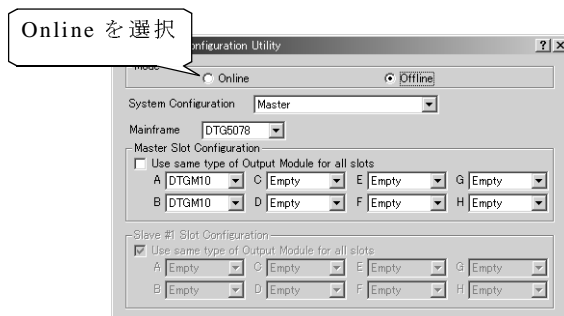 Online を選択
onfiguration Utility
Mode
Online
Offline
System Configuration Master
Mainframe DTG5078
Master Slot Configuration
Use same type of Output Module for all slots
A DTGM10 C Empty E Empty G Empty
B DTGM10 D Empty F Empty H Empty
Slave #1 Slot Configuration
Use same type of Output Module for all slots
A Empty C Empty E Empty G Empty
B Empty D Empty F Empty H Empty